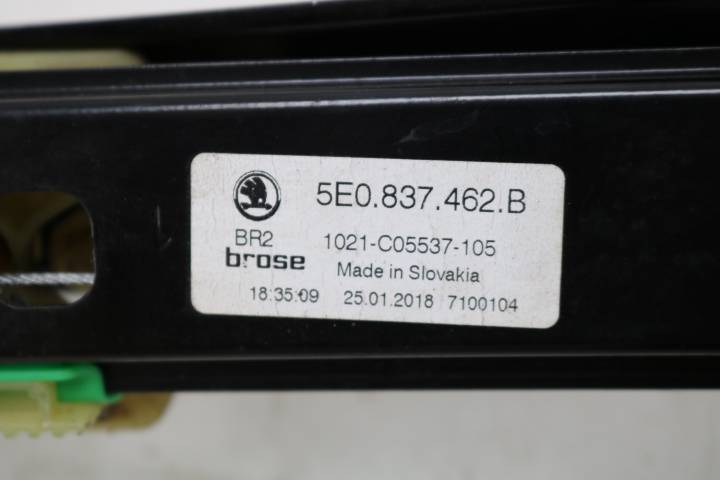 5E0.837.462.B
BR2 1021-C05537-105
brose Made in Slovakia
18:35:09 25.01.2018 7100104